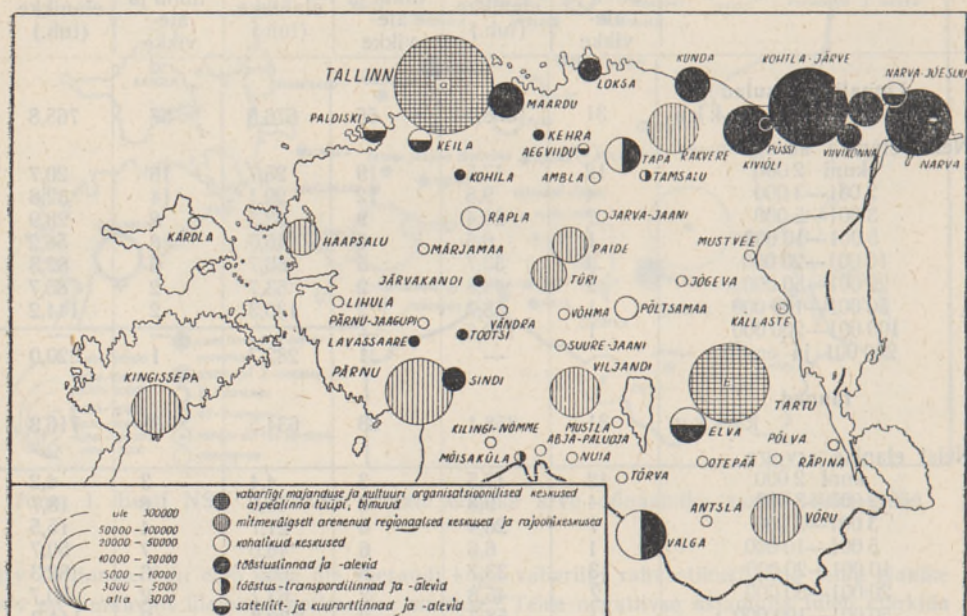 TALLINN
LOKSA
KUNDA
KOHTLA-JÄRVE
NARVA-JÕESUU
MAARDU
PALDISKI
KEILA
KEHRA
AEGVIIDU
TAPA
RAKVERE
KIVIÕLI
PÜSSI
VIIVIKONNA
NARVA
KOHILA
AMBLA
TAMSALU
RAPLA
JÄRVA-JAANI
KÄRDLA
HAAPSALU
MÄRJAMAA
PAIDE
MUSTVEE
JÄRVAKANDI
TÜRI
JÕGEVA
LIHULA
PÄRNU-JAAGUPI
VÄNDRA
VÕHMA
PÕLTSAMAA
KALLASTE
LAVASSAARE
TOOTSI
SUURE-JAANI
KINGISSEPA
PÄRNU
SINDI
VILJANDI
TARTU
KILINGI-NÕMME
MUSTLA
ABJA-PALUOJA
ELVA
PÕLVA
MÕISAKÜLA
NUIA
OTEPÄÄ
RÄPINA
TÕRVA
ANTSLA
VALGA
VÕRU
üle 100000
50000 - 100000
20000 - 50000
10000 - 20000
5000 - 10000
3000 - 5000
alla 3000
vabariigi majanduse ja kultuuri organisatsioonilised keskused
a) pealinna tüüpi, b) muud
mitmekülgselt arenenud regionaalsed keskused ja rajoonikeskused
kohalikud keskused
tööstuslinnad ja -alevid
tööstus-transpordilinnad ja -alevid
satelliit- ja kuurortlinnad ja -alevid